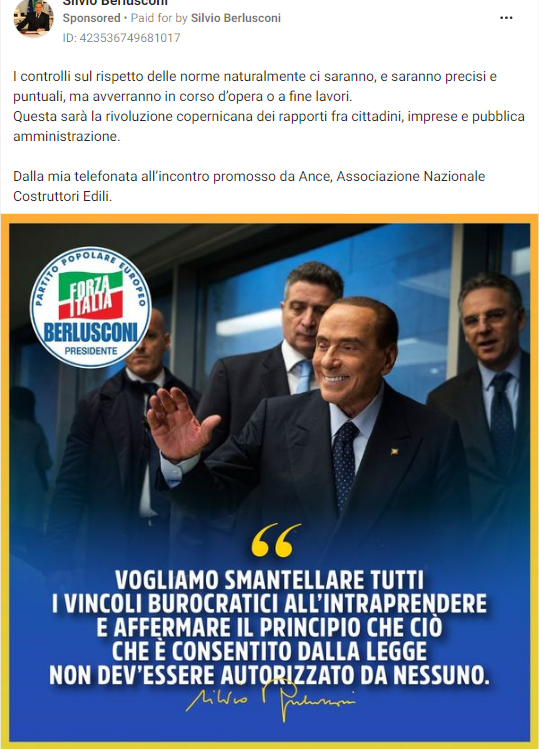 Silvio Berlusconi
Sponsored • Paid for by Silvio Berlusconi
ID: 423536749681017
I controlli sul rispetto delle norme naturalmente ci saranno, e saranno precisi e
puntuali, ma avverranno in corso d'opera o a fine lavori.
Questa sarà la rivoluzione copernicana dei rapporti fra cittadini, imprese e pubblica
amministrazione.
Dalla mia telefonata all'incontro promosso da Ance, Associazione Nazionale
Costruttori Edili.
PARTITO POPOLARE EUROPEO
FORZA
ITALIA
BERLUSCONI
PRESIDENTE
“
VOGLIAMO SMANTELLARE TUTTI
I VINCOLI BUROCRATICI ALL'INTRAPRENDERE
E AFFERMARE IL PRINCIPIO CHE CIÒ
CHE È CONSENTITO DALLA LEGGE
NON DEV'ESSERE AUTORIZZATO DA NESSUNO.
Silvio Berlusconi